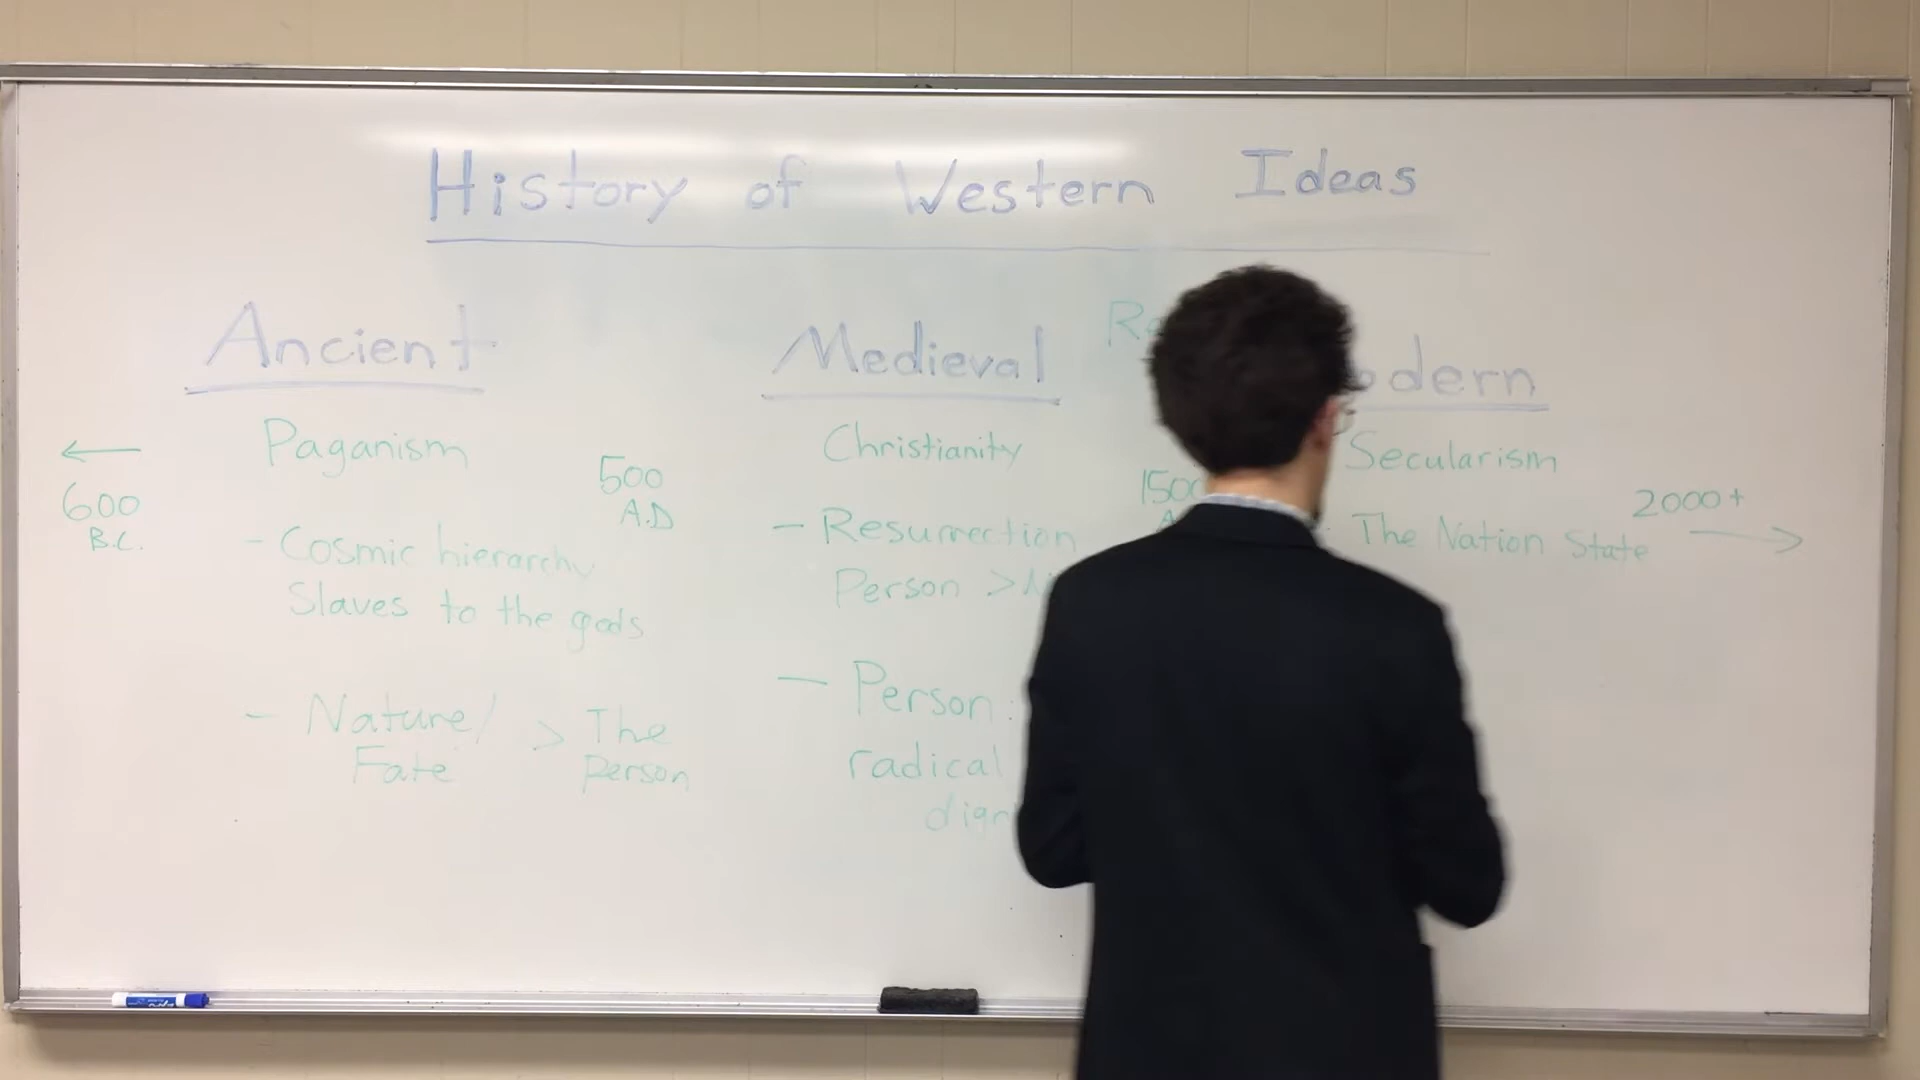 History of Western Ideas
Ancient
Paganism
←
600
B.C.
- Cosmic hierarchy
Slaves to the gods
- Nature/ > The
Fate person
500
A.D
Medieval
Christianity
- Resurrection
Person >
- Person:
radical
1500
Secularism
The Nation State
2000+
→